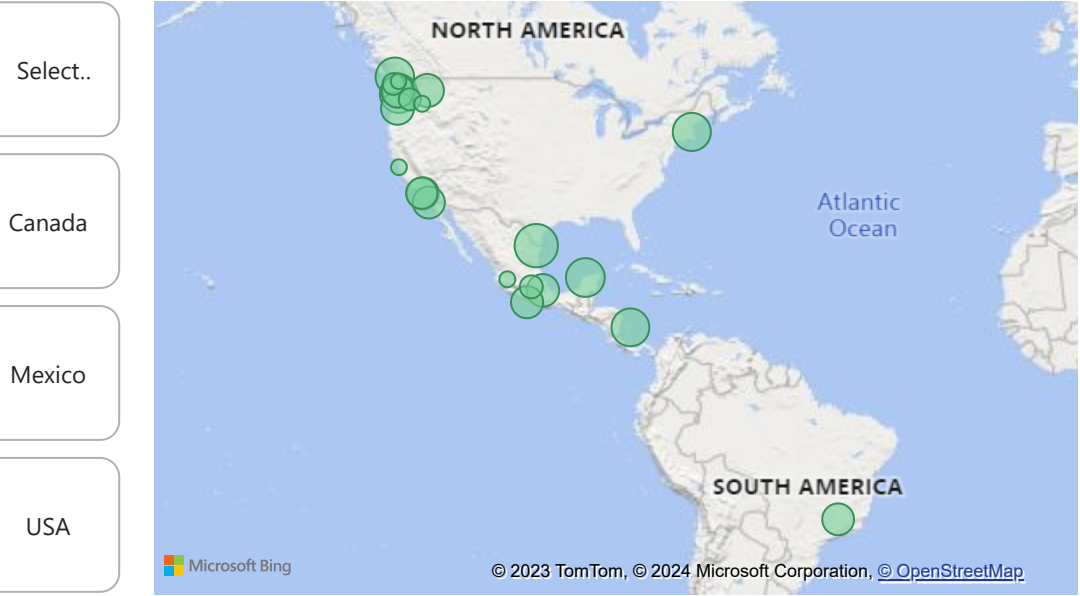 Select..
Canada
Mexico
USA
NORTH AMERICA
Atlantic
Ocean
SOUTH AMERICA
Microsoft Bing
© 2023 TomTom, © 2024 Microsoft Corporation, © OpenStreetMap